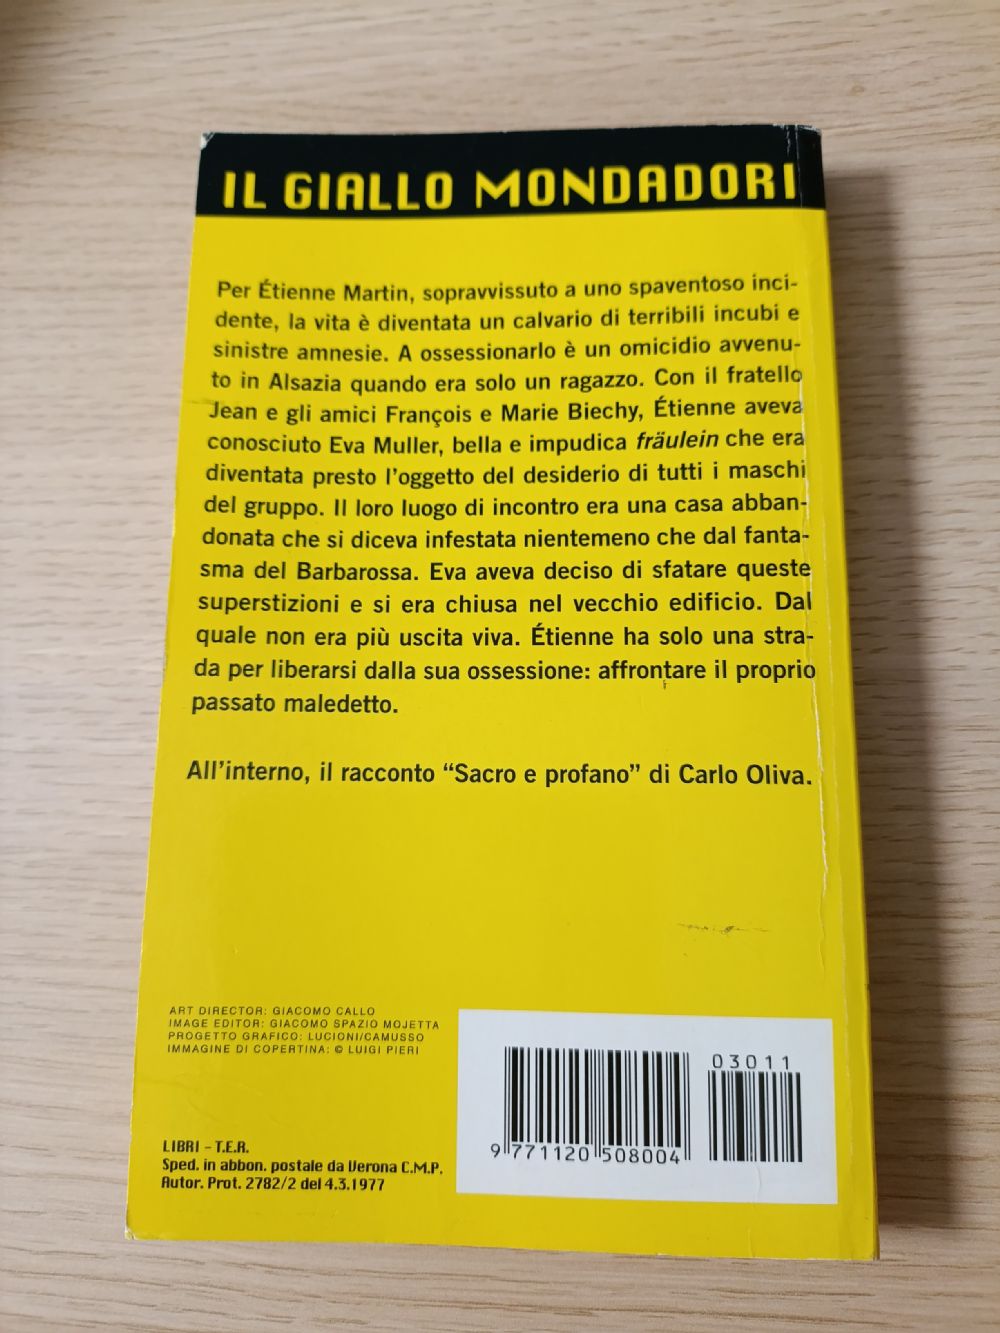 IL GIALLO MONDADORI
Per Étienne Martin, sopravvissuto a uno spaventoso inci-
dente, la vita è diventata un calvario di terribili incubi e
sinistre amnesie. A ossessionarlo è un omicidio avvenu-
to in Alsazia quando era solo un ragazzo. Con il fratello
Jean e gli amici François e Marie Biechy, Étienne aveva
conosciuto Eva Muller, bella e impudica fräulein che era
diventata presto l'oggetto del desiderio di tutti i maschi
del gruppo. Il loro luogo di incontro era una casa abban-
donata che si diceva infestata nientemeno che dal fanta-
sma del Barbarossa. Eva aveva deciso di sfatare queste
superstizioni e si era chiusa nel vecchio edificio. Dal
quale non era più uscita viva. Étienne ha solo una stra-
da per liberarsi dalla sua ossessione: affrontare il proprio
passato maledetto.
All'interno, il racconto “Sacro e profano” di Carlo Oliva.
ART DIRECTOR: GIACOMO CALLO
IMAGE EDITOR: GIACOMO SPAZIO MOJETTA
PROGETTO GRAFICO: LUCIONI/CAMUSSO
IMMAGINE DI COPERTINA: © LUIGI PIERI
LIBRI - T.E.R.
Sped. in abbon. postale da Verona C.M.P.
Autor. Prot. 2782/2 del 4.3.1977
03011
9 771120 508004